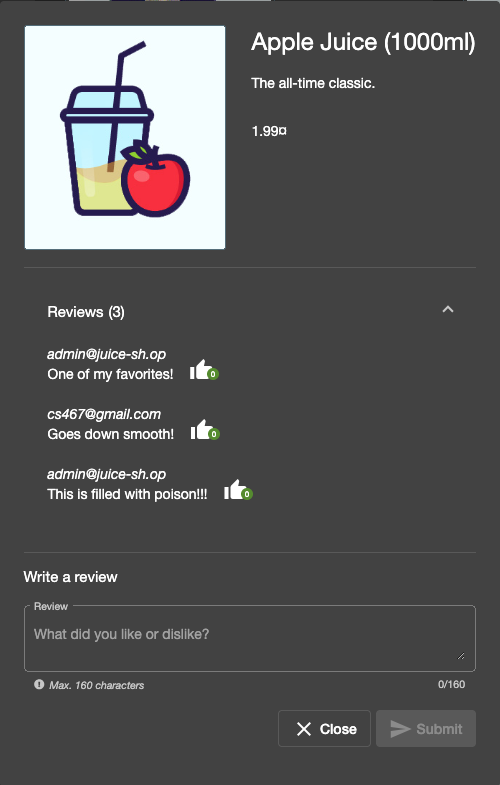 Apple Juice (1000ml)
The all-time classic.
1.99¤
Reviews (3)
admin@juice-sh.op
One of my favorites!
0
cs467@gmail.com
Goes down smooth!
0
admin@juice-sh.op
This is filled with poison!!!
0
Write a review
Review
What did you like or dislike?
Max. 160 characters
0/160
Close
Submit